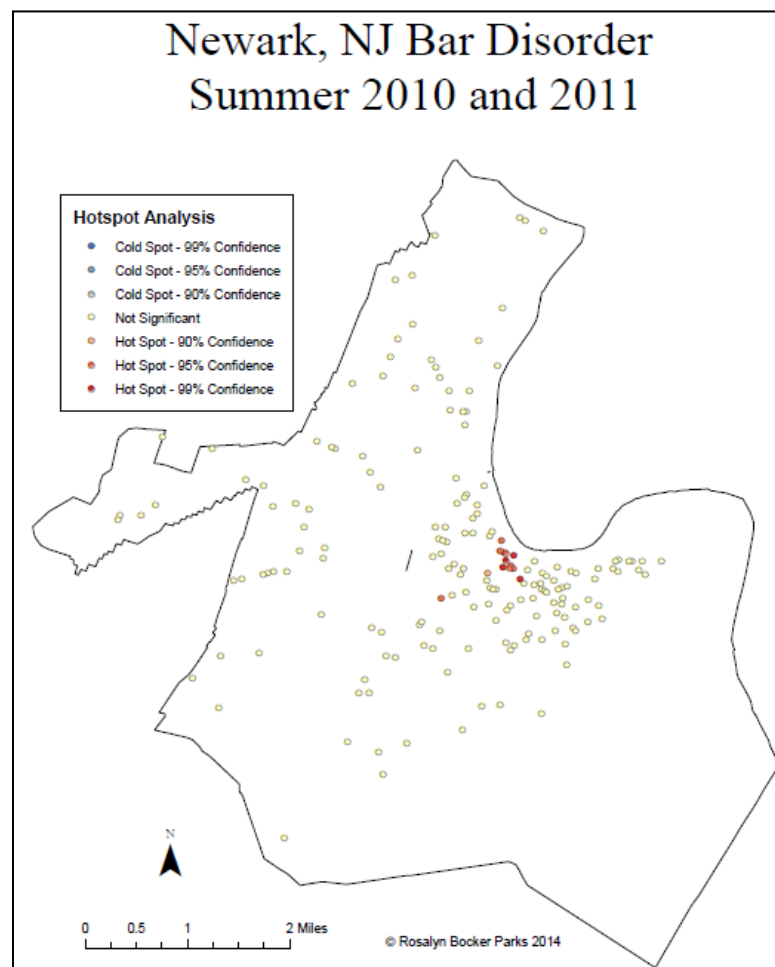 Newark, NJ Bar Disorder
Summer 2010 and 2011
Hotspot Analysis
Cold Spot - 99% Confidence
Cold Spot - 95% Confidence
Cold Spot - 90% Confidence
Not Significant
Hot Spot - 90% Confidence
Hot Spot - 95% Confidence
Hot Spot - 99% Confidence
N
0 0.5 1 2 Miles
© Rosalyn Bocker Parks 2014